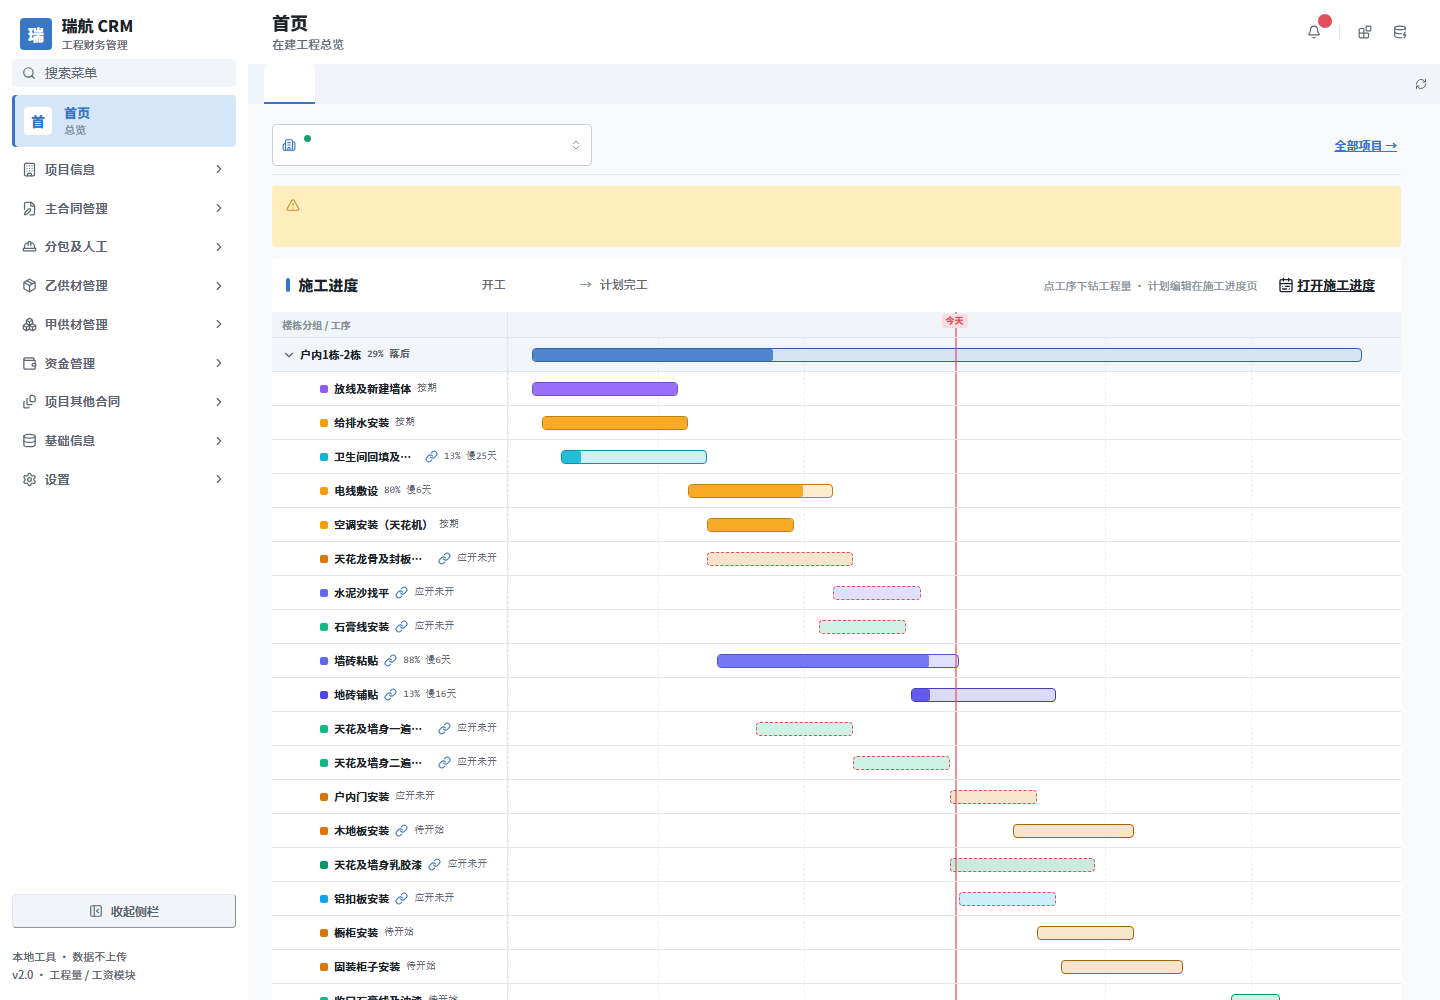 瑞
瑞航 CRM
工程财务管理
搜索菜单
首
首页
总览
项目信息
主合同管理
分包及人工
乙供材管理
甲供材管理
资金管理
项目其他合同
基础信息
设置
收起侧栏
本地工具 · 数据不上传
v2.0 · 工程量 / 工资模块
首页
在建工程总览
全部项目 →
施工进度
开工
→ 计划完工
点工序下钻工程量 · 计划编辑在施工进度页
打开施工进度
楼栋分组 / 工序
今天
户内1栋-2栋 29% 落后
放线及新建墙体 按期
给排水安装 按期
卫生间回填及… 13% 慢25天
电线敷设 80% 慢6天
空调安装（天花机） 按期
天花龙骨及封板… 应开未开
水泥沙找平 应开未开
石膏线安装 应开未开
墙砖粘贴 88% 慢6天
地砖铺贴 13% 慢16天
天花及墙身一遍… 应开未开
天花及墙身二遍… 应开未开
户内门安装 应开未开
木地板安装 待开始
天花及墙身乳胶漆 应开未开
铝扣板安装 应开未开
橱柜安装 待开始
固装柜子安装 待开始
收口石膏线及油漆 待开始